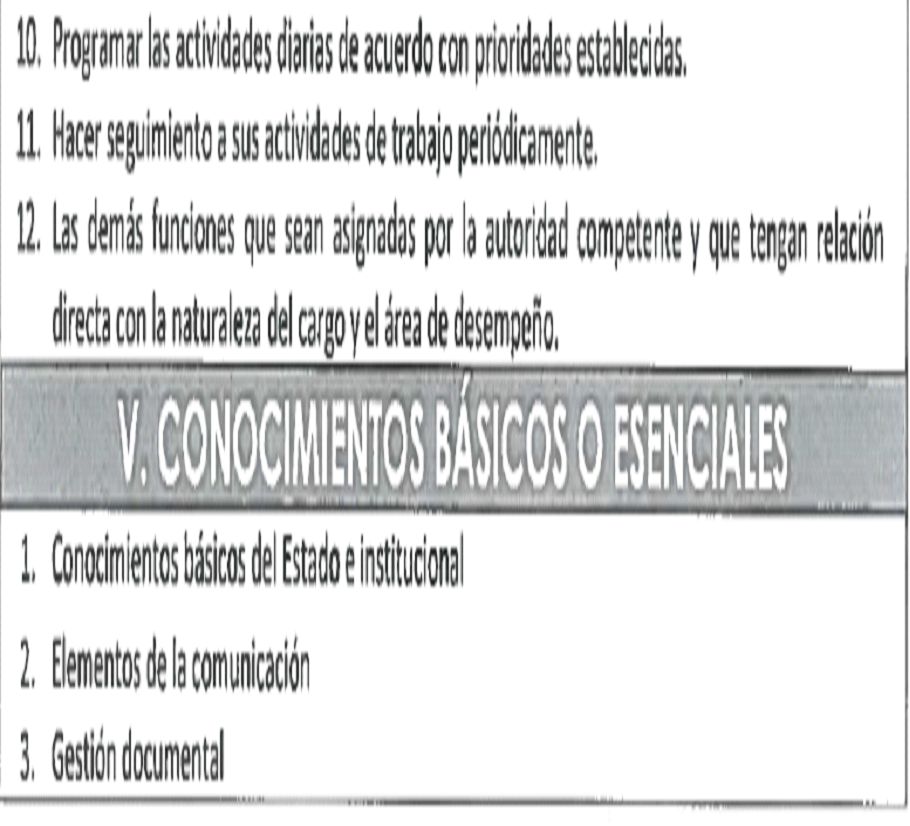 10. Programar las actividades diarias de acuerdo con prioridades establecidas.
11. Hacer seguimiento a sus actividades de trabajo periódicamente.
12. Las demás funciones que sean asignadas por la autoridad competente y que tengan relación
directa con la naturaleza del cargo y el área de desempeño.
V. CONOCIMIENTOS BÁSICOS O ESENCIALES
1. Conocimientos básicos del Estado e institucional
2. Elementos de la comunicación
3. Gestión documental